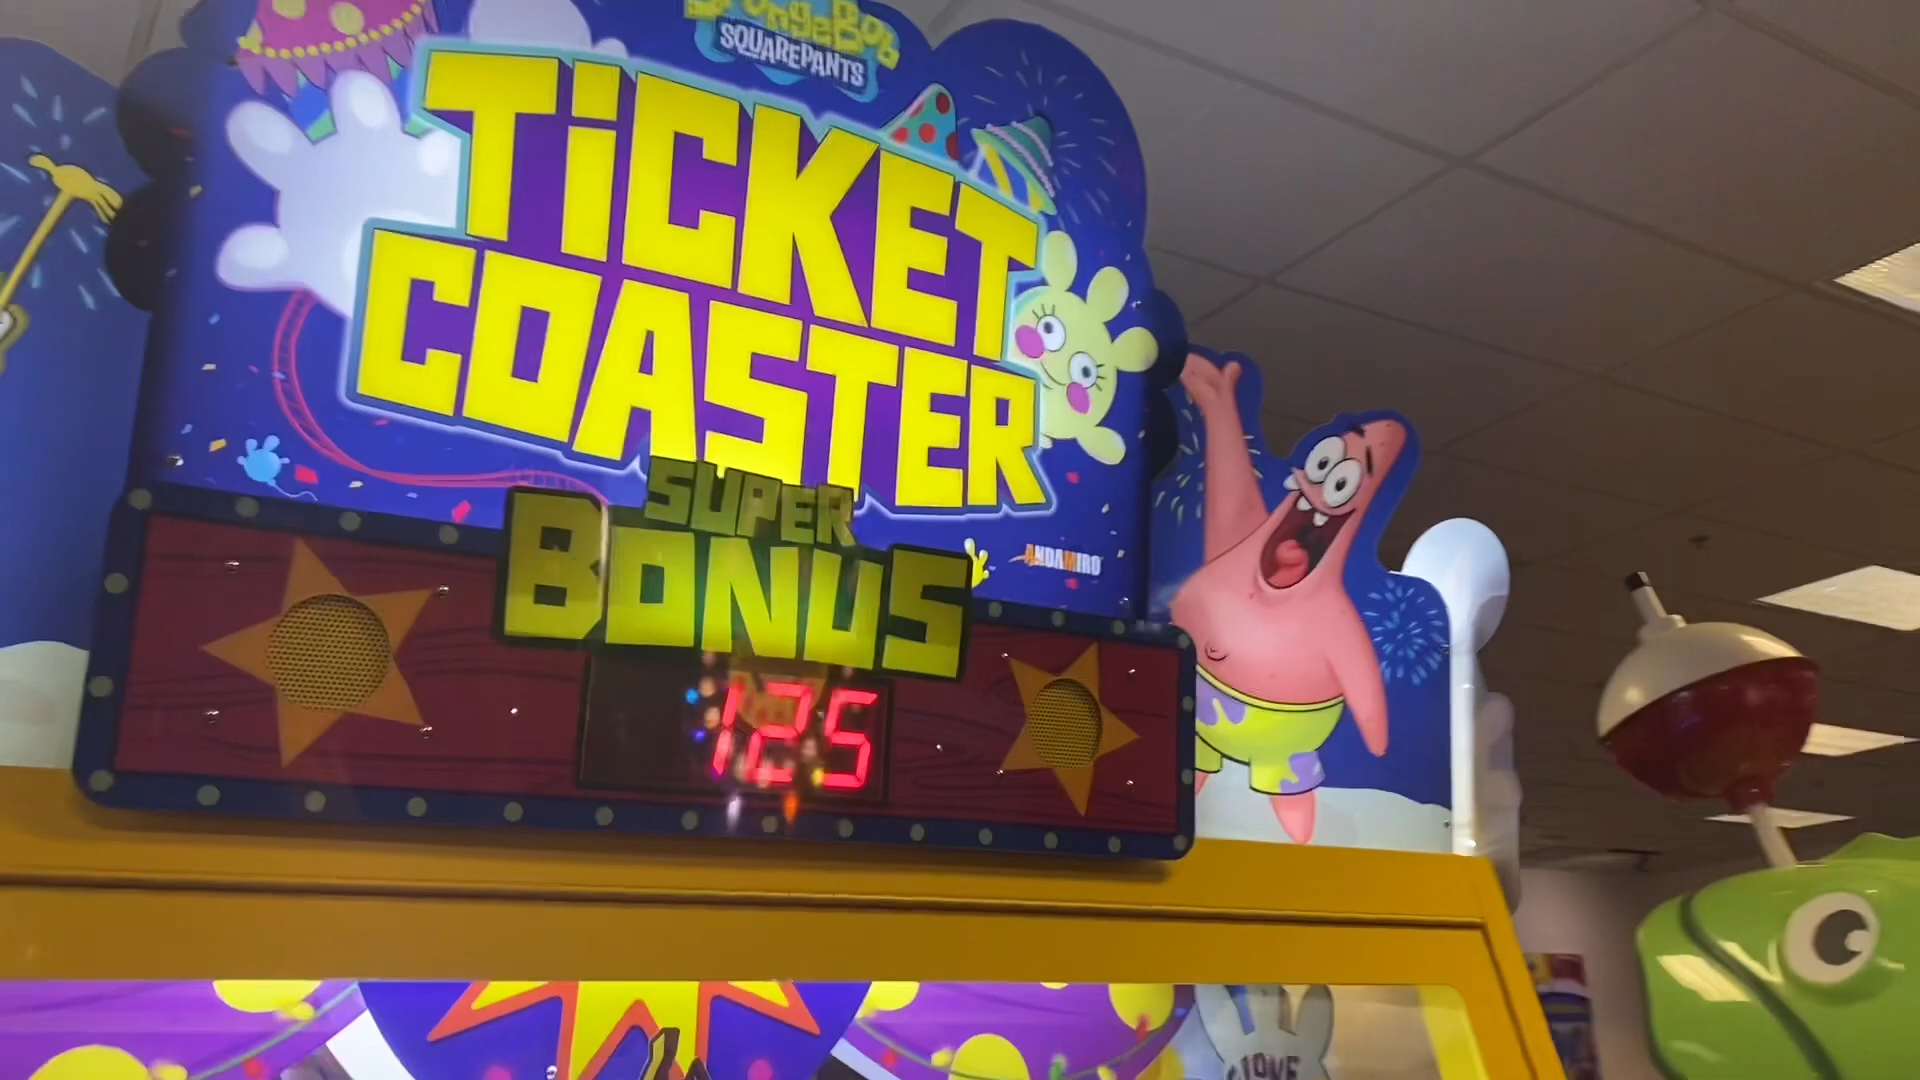 SpongeBob
SQUAREPANTS
TiCKET
COASTER
SUPER
BONUS
ANDAMIRO
125